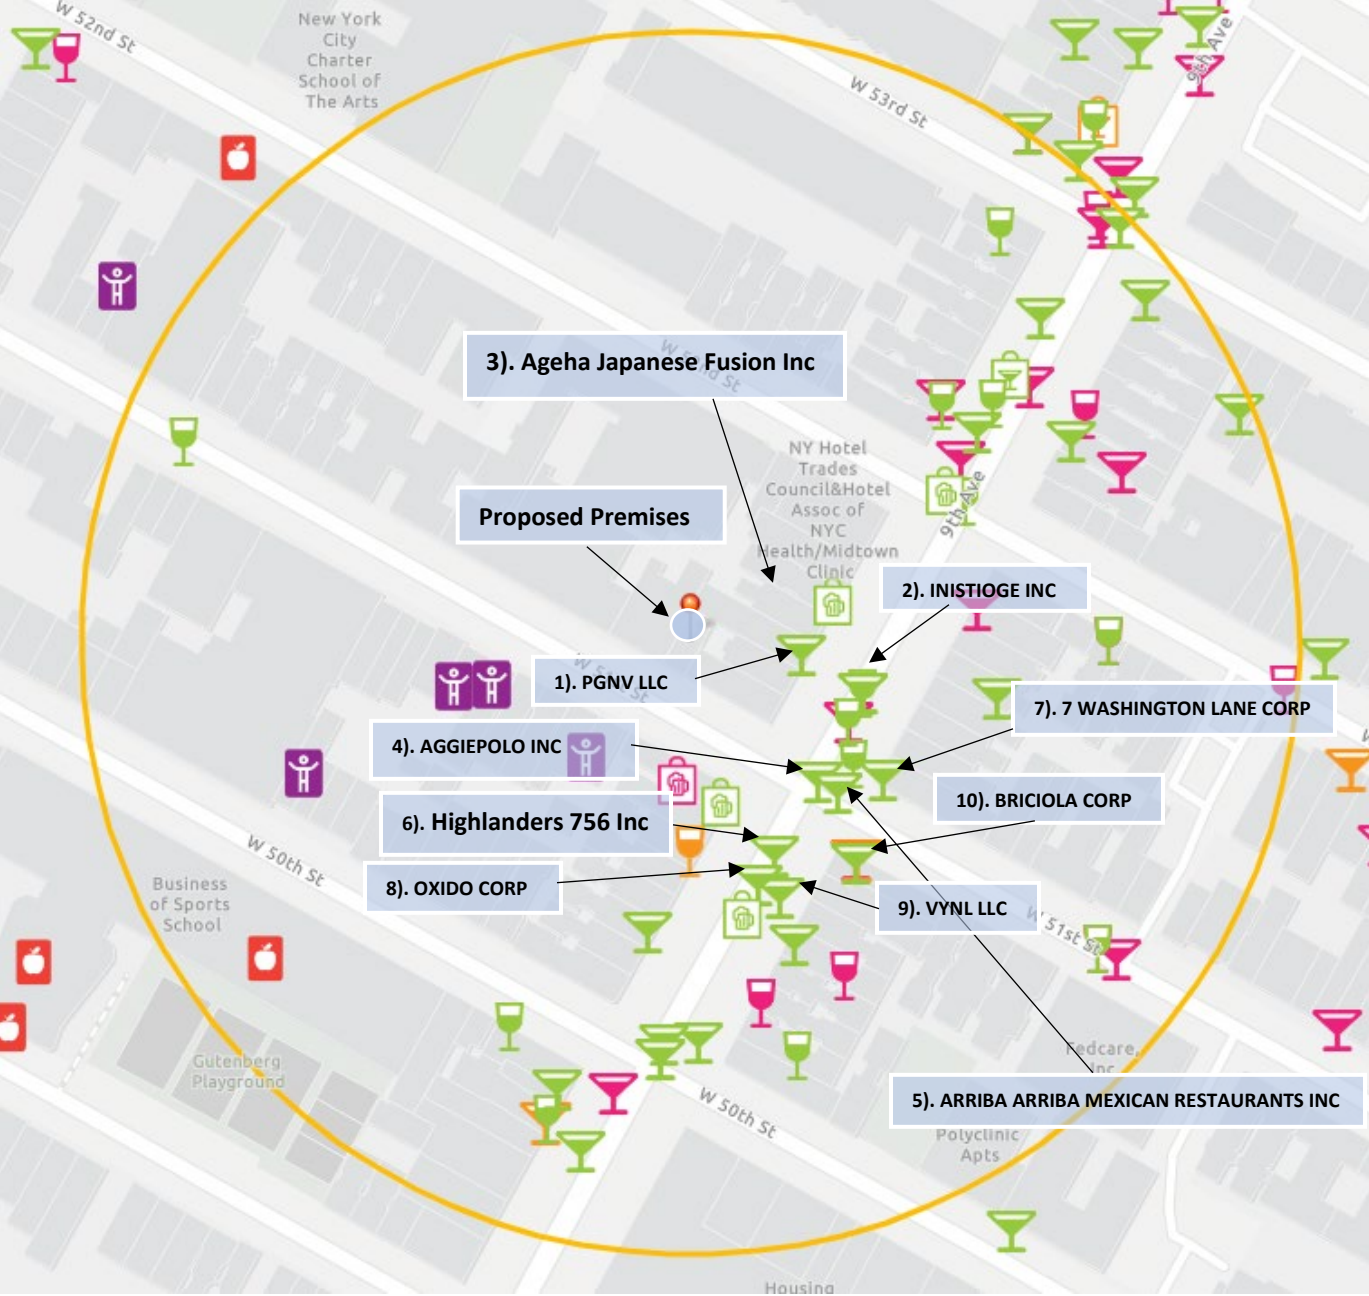 W 52nd St
New York
City
Charter
School of
The Arts
9th Ave
W 53rd St
3). Ageha Japanese Fusion Inc
NY Hotel
Trades
Council&Hotel
Assoc of
NYC
Health/Midtown
Clinic
9th Ave
Proposed Premises
2). INISTIOGE INC
1). PGNV LLC
7). 7 WASHINGTON LANE CORP
4). AGGIEPOLO INC
10). BRICIOLA CORP
6). Highlanders 756 Inc
W 50th St
8). OXIDO CORP
Business
of Sports
School
9). VYNL LLC
W 51st St
Fedcare,
Inc
Gutenberg
Playground
W 50th St
5). ARRIBA ARRIBA MEXICAN RESTAURANTS INC
Polyclinic
Apts
Housing